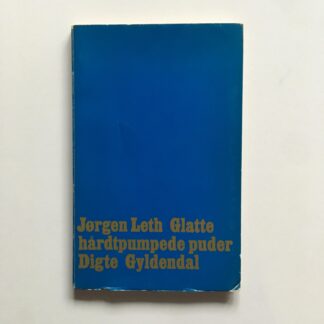 Jørgen Leth Glatte
hårdtpumpede puder
Digte Gyldendal